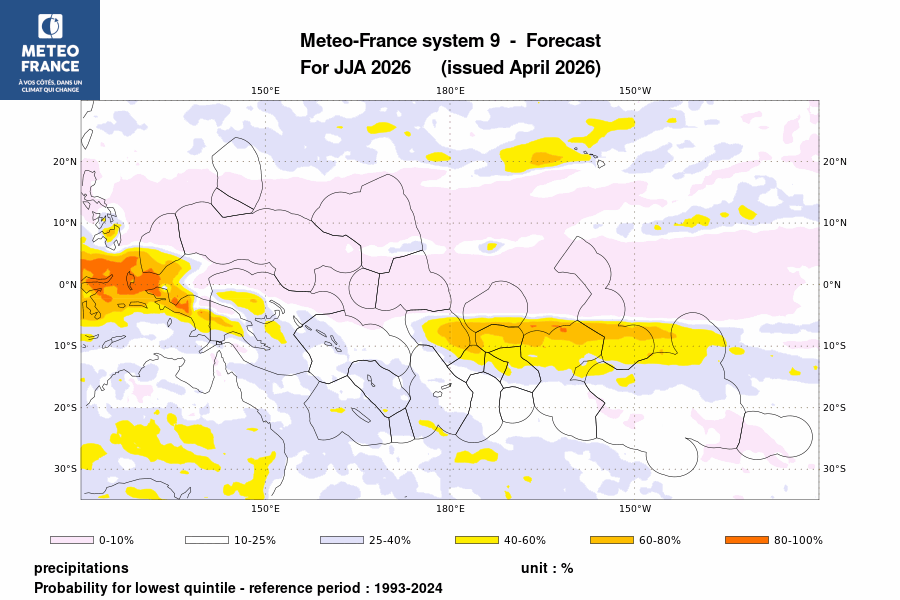 METEO
FRANCE
À VOS CÔTÉS, DANS UN
CLIMAT QUI CHANGE
Meteo-France system 9 - Forecast
For JJA 2026 (issued April 2026)
150°E 180°E 150°W
20°N 20°N
10°N 10°N
0°N 0°N
10°S 10°S
20°S 20°S
30°S 30°S
150°E 180°E 150°W
0-10% 10-25% 25-40% 40-60% 60-80% 80-100%
precipitations unit : %
Probability for lowest quintile - reference period : 1993-2024